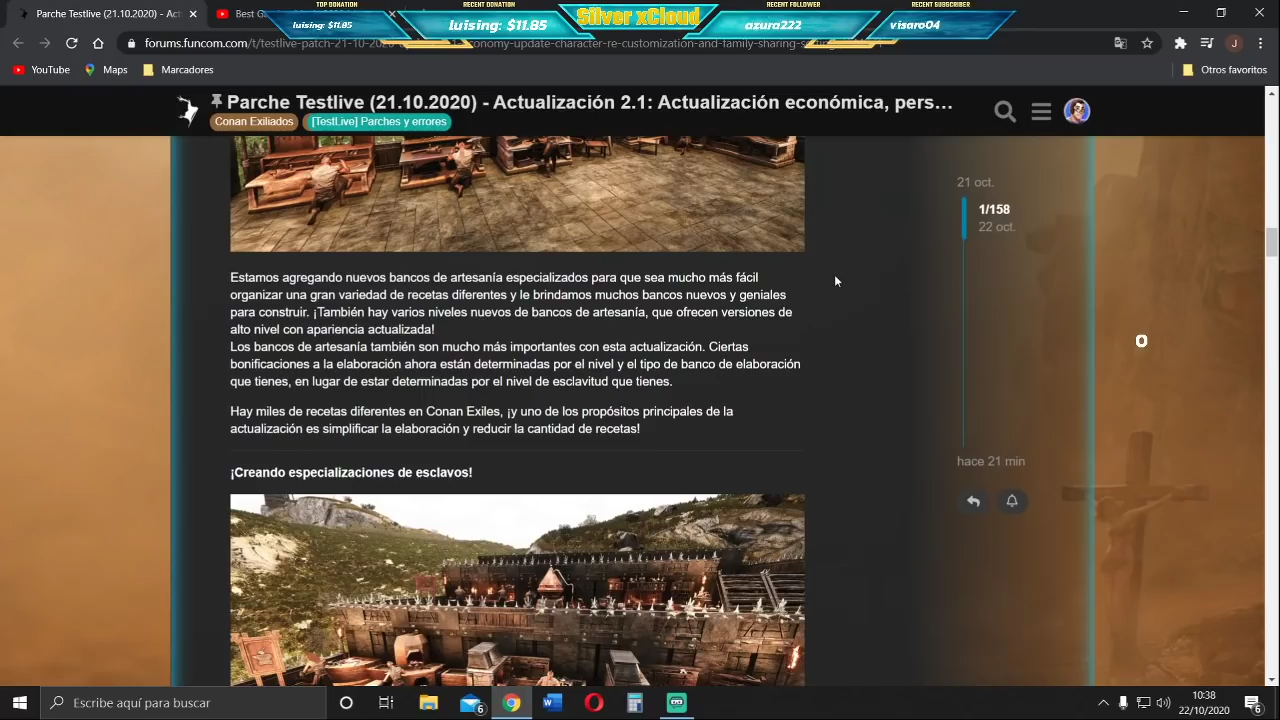 Parche Testlive (21.10.2020) - Act
Best G
TOP DONATION
luising: $11.85
RECENT DONATION
luising: $11.85
Silver xCloud
RECENT FOLLOWER
azura222
RECENT SUBSCRIBER
visaro04
YouTube
Maps
Marcadores
Otros favoritos
J
Parche Testlive (21.10.2020) - Actualización 2.1: Actualización económica, pers…
Conan Exiliados
[TestLive] Parches y errores
Estamos agregando nuevos bancos de artesanía especializados para que sea mucho más fácil
organizar una gran variedad de recetas diferentes y le brindamos muchos bancos nuevos y geniales
para construir. ¡También hay varios niveles nuevos de bancos de artesanía, que ofrecen versiones de
alto nivel con apariencia actualizada!
Los bancos de artesanía también son mucho más importantes con esta actualización. Ciertas
bonificaciones a la elaboración ahora están determinadas por el nivel y el tipo de banco de elaboración
que tienes, en lugar de estar determinadas por el nivel de esclavitud que tienes.
Hay miles de recetas diferentes en Conan Exiles, ¡y uno de los propósitos principales de la
actualización es simplificar la elaboración y reducir la cantidad de recetas!
¡Creando especializaciones de esclavos!
21 oct.
1/158
22 oct.
hace 21 min
0
Escribe aquí para buscar
6
10:38
22/10/2020
6